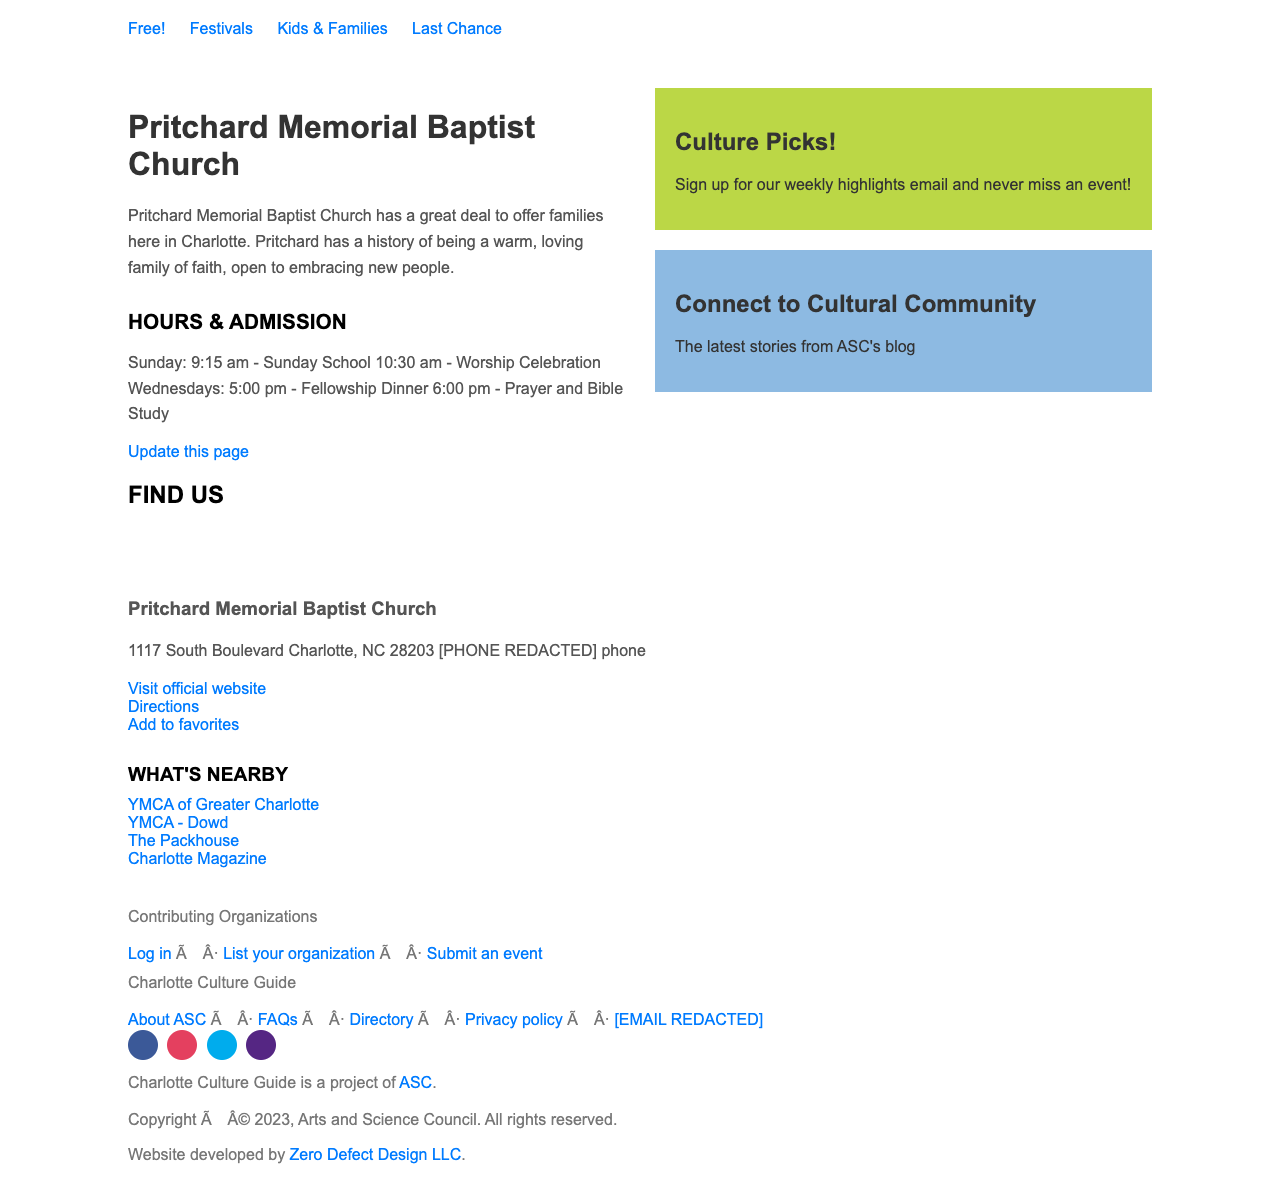 Free! Festivals Kids & Families Last Chance
Pritchard Memorial Baptist
Church
Pritchard Memorial Baptist Church has a great deal to offer families
here in Charlotte. Pritchard has a history of being a warm, loving
family of faith, open to embracing new people.
HOURS & ADMISSION
Sunday: 9:15 am - Sunday School 10:30 am - Worship Celebration
Wednesdays: 5:00 pm - Fellowship Dinner 6:00 pm - Prayer and Bible
Study
Update this page
FIND US
Culture Picks!
Sign up for our weekly highlights email and never miss an event!
Connect to Cultural Community
The latest stories from ASC's blog
Pritchard Memorial Baptist Church
1117 South Boulevard Charlotte, NC 28203 [PHONE REDACTED] phone
Visit official website
Directions
Add to favorites
WHAT'S NEARBY
YMCA of Greater Charlotte
YMCA - Dowd
The Packhouse
Charlotte Magazine
Contributing Organizations
Log in Ã Â· List your organization Ã Â· Submit an event
Charlotte Culture Guide
About ASC Ã Â· FAQs Ã Â· Directory Ã Â· Privacy policy Ã Â· [EMAIL REDACTED]
Charlotte Culture Guide is a project of ASC.
Copyright Ã Â© 2023, Arts and Science Council. All rights reserved.
Website developed by Zero Defect Design LLC.